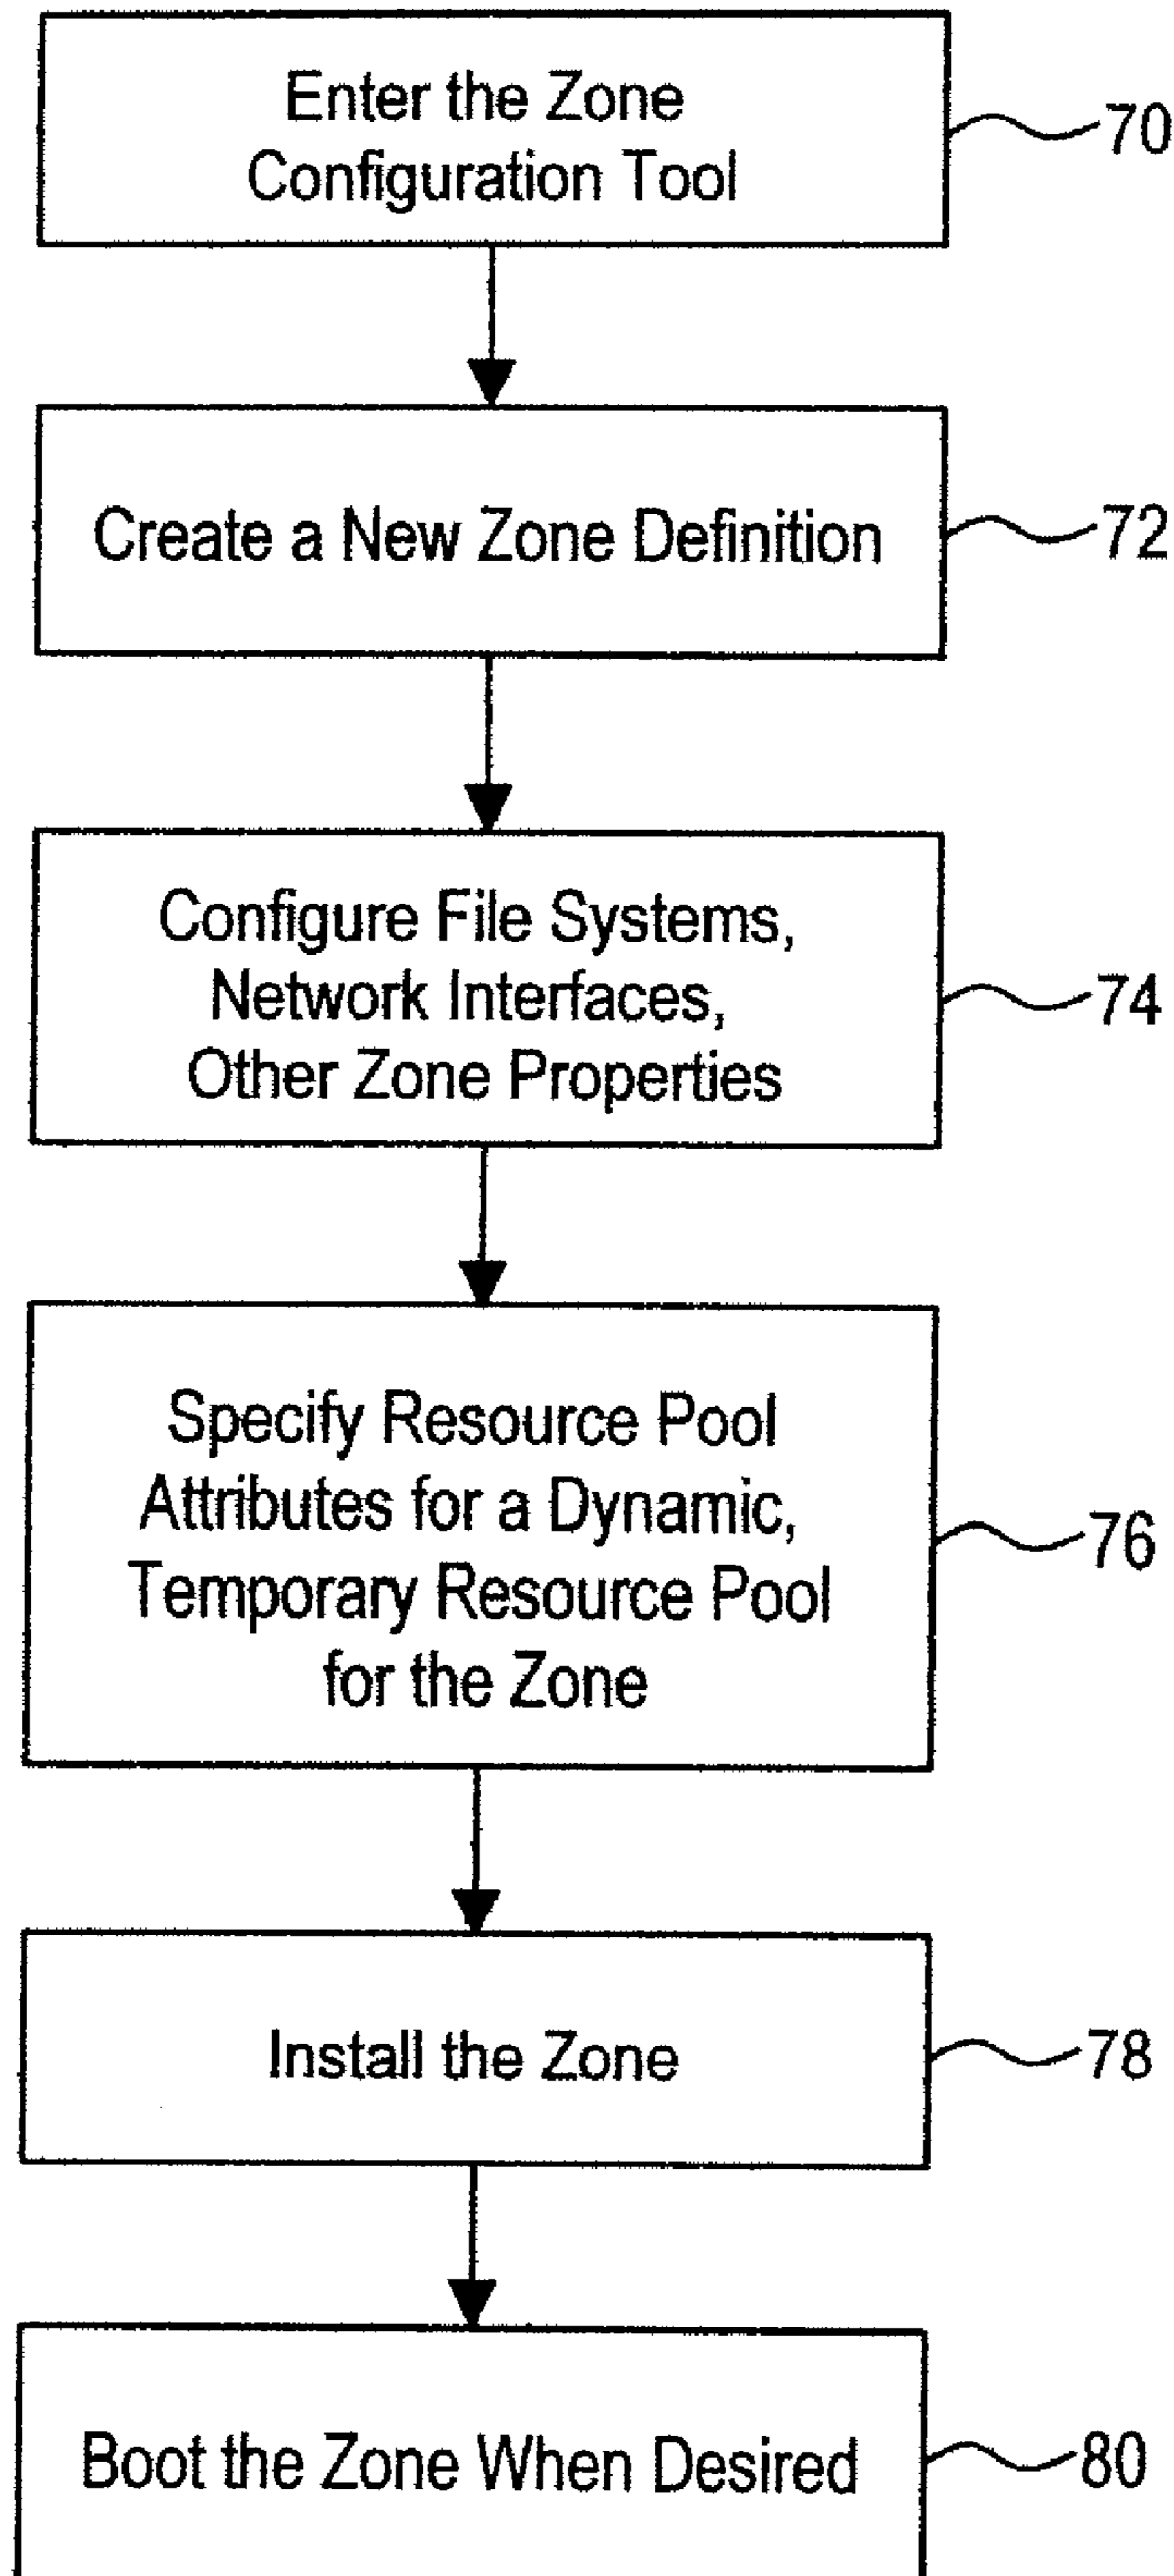 Enter the Zone
Configuration Tool
70
Create a New Zone Definition
72
Configure File Systems,
Network Interfaces,
Other Zone Properties
74
Specify Resource Pool
Attributes for a Dynamic,
Temporary Resource Pool
for the Zone
76
Install the Zone
78
Boot the Zone When Desired
80